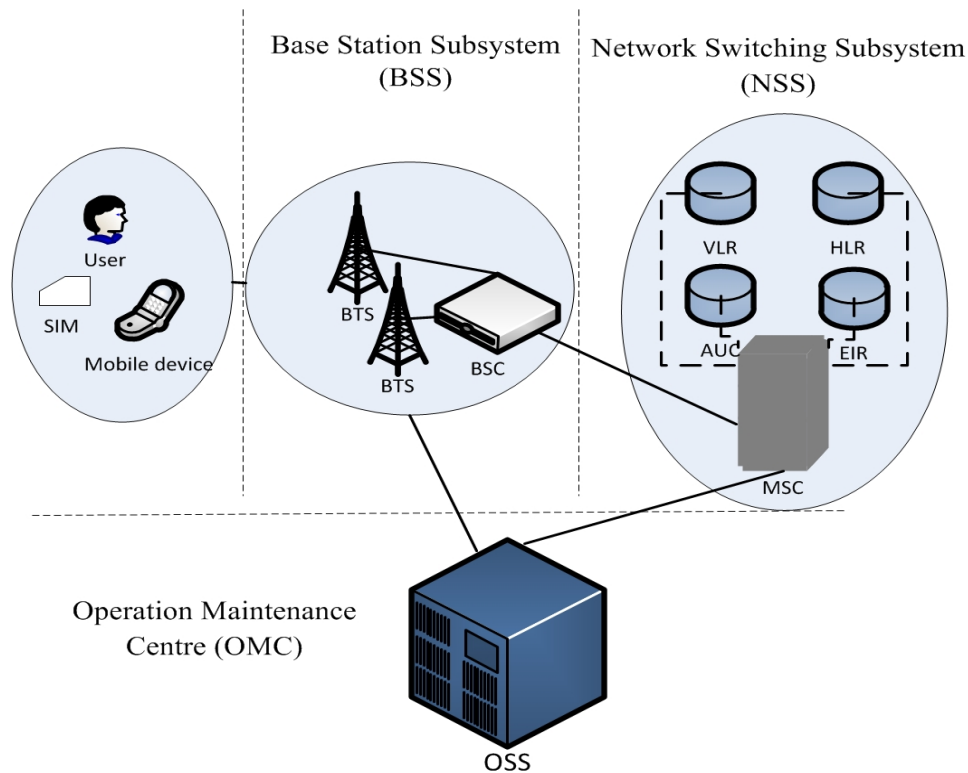 Base Station Subsystem
(BSS)
Network Switching Subsystem
(NSS)
User
SIM
Mobile device
BTS
BTS
BSC
VLR
HLR
AUC
EIR
MSC
Operation Maintenance
Centre (OMC)
OSS